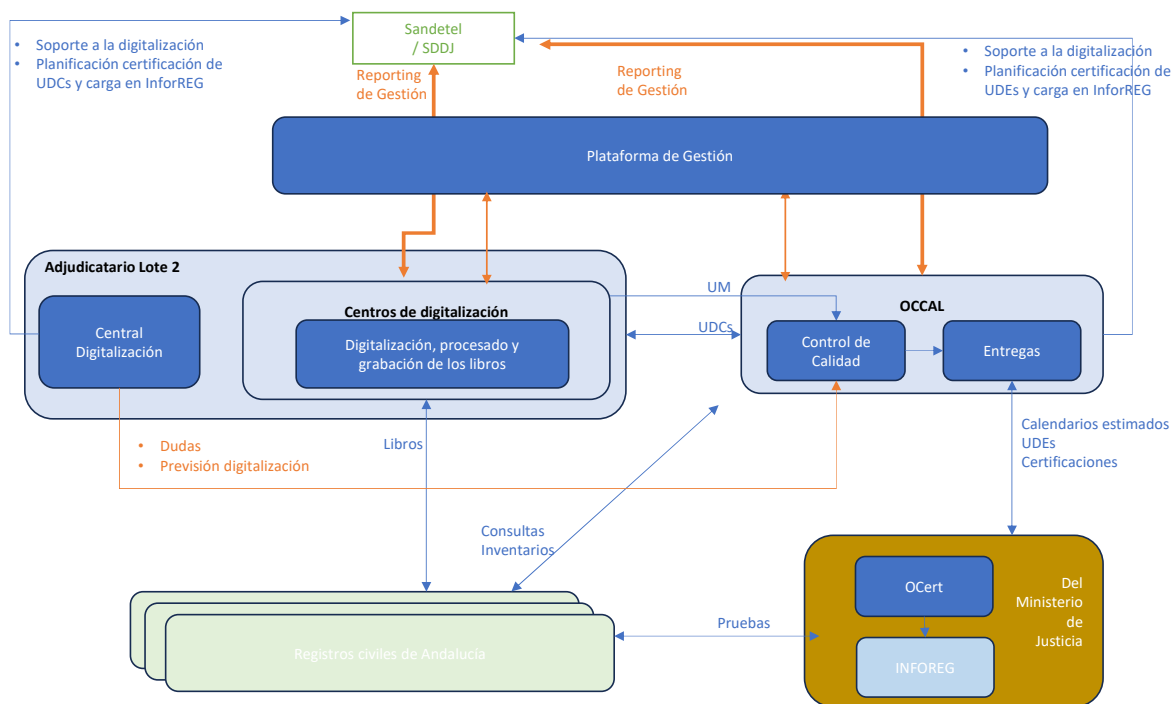 Sandetel
/ SDDJ
• Soporte a la digitalización
• Planificación certificación de
UDCs y carga en InforREG
• Soporte a la digitalización
• Planificación certificación de
UDEs y carga en InforREG
Reporting
de Gestión
Reporting
de Gestión
Plataforma de Gestión
Adjudicatario Lote 2
Central
Digitalización
Centros de digitalización
Digitalización, procesado y
grabación de los libros
UM
UDCs
OCCAL
Control de
Calidad
Entregas
• Dudas
• Previsión digitalización
Libros
Calendarios estimados
UDEs
Certificaciones
Consultas
Inventarios
Registros civiles de Andalucía
Pruebas
OCert
INFOREG
Del
Ministerio
de
Justicia